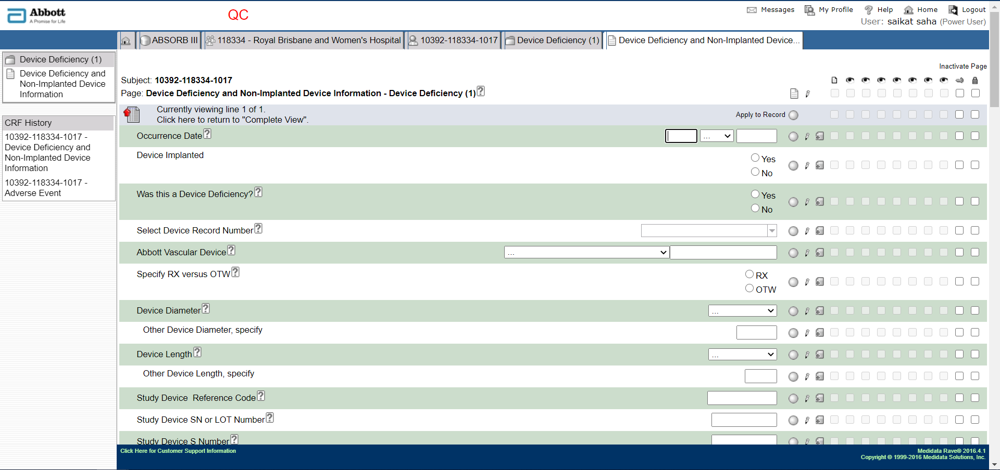 Abbott
A Promise for Life
QC
Messages My Profile Help Home Logout
User: saikat saha (Power User)
ABSORB III 118334 - Royal Brisbane and Women's Hospital 10392-118334-1017 Device Deficiency (1) Device Deficiency and Non-Implanted Device...
Device Deficiency (1)
Device Deficiency and
Non-Implanted Device
Information
CRF History
10392-118334-1017 -
Device Deficiency and
Non-Implanted Device
Information
10392-118334-1017 -
Adverse Event
Inactivate Page
Subject: 10392-118334-1017
Page: Device Deficiency and Non-Implanted Device Information - Device Deficiency (1)
Currently viewing line 1 of 1.
Click here to return to "Complete View".
Apply to Record
Occurrence Date ...
Device Implanted
Yes
No
Was this a Device Deficiency?
Yes
No
Select Device Record Number
Abbott Vascular Device ...
Specify RX versus OTW
RX
OTW
Device Diameter ...
Other Device Diameter, specify
Device Length ...
Other Device Length, specify
Study Device Reference Code
Study Device SN or LOT Number
Study Device S Number
Click Here for Customer Support Information
Medidata Rave® 2016.4.1
Copyright © 1999-2016 Medidata Solutions, Inc.